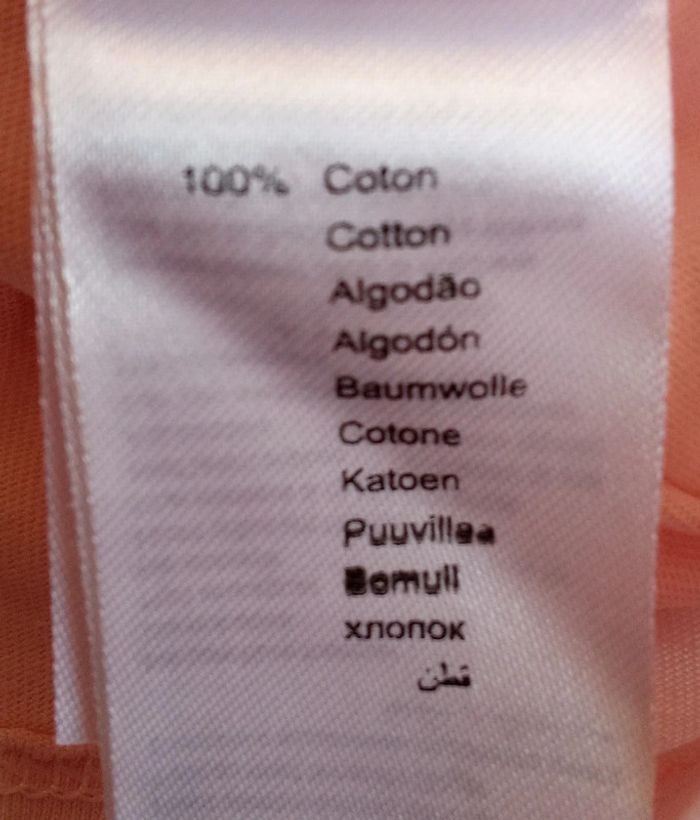 100% Coton
Cotton
Algodão
Algodón
Baumwolle
Cotone
Katoen
Puuvillaa
Bomull
хлопок
قطن